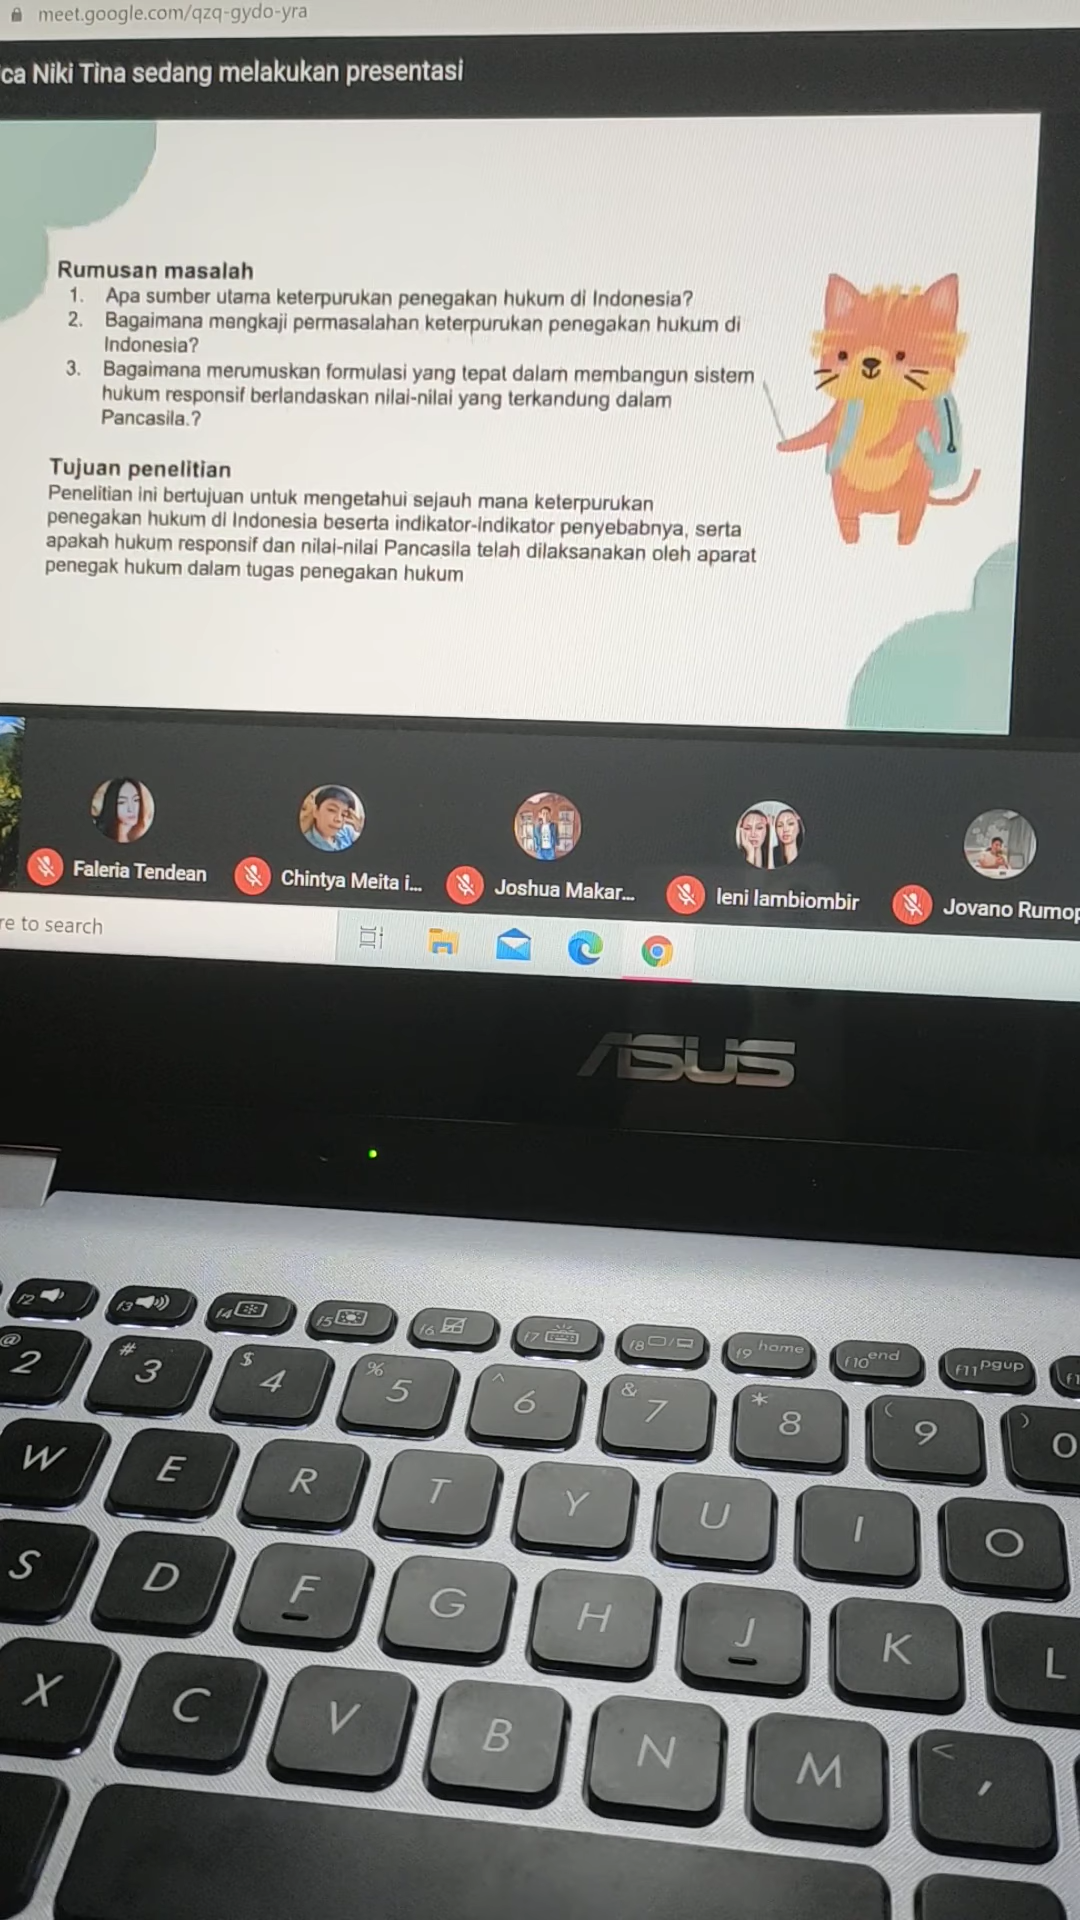 meet.google.com/qzq-gydo-yra
ca Niki Tina sedang melakukan presentasi
Rumusan masalah
1. Apa sumber utama keterpurukan penegakan hukum di Indonesia?
2. Bagaimana mengkaji permasalahan keterpurukan penegakan hukum di
Indonesia?
3. Bagaimana merumuskan formulasi yang tepat dalam membangun sistem
hukum responsif berlandaskan nilai-nilai yang terkandung dalam
Pancasila.?
Tujuan penelitian
Penelitian ini bertujuan untuk mengetahui sejauh mana keterpurukan
penegakan hukum di Indonesia beserta indikator-indikator penyebabnya, serta
apakah hukum responsif dan nilai-nilai Pancasila telah dilaksanakan oleh aparat
penegak hukum dalam tugas penegakan hukum
Faleria Tendean
Chintya Meita i...
Joshua Makar...
leni lambiombir
Jovano Rumop
re to search
ASUS
f2 f3 f4 f5 f6 f7 f8 f9 home f10 end f11 pgup f1
@ 2 # 3 $ 4 % 5 ^ 6 & 7 * 8 ( 9 ) 0
W E R T Y U I O
S D F G H J K L
X C V B N M < ,